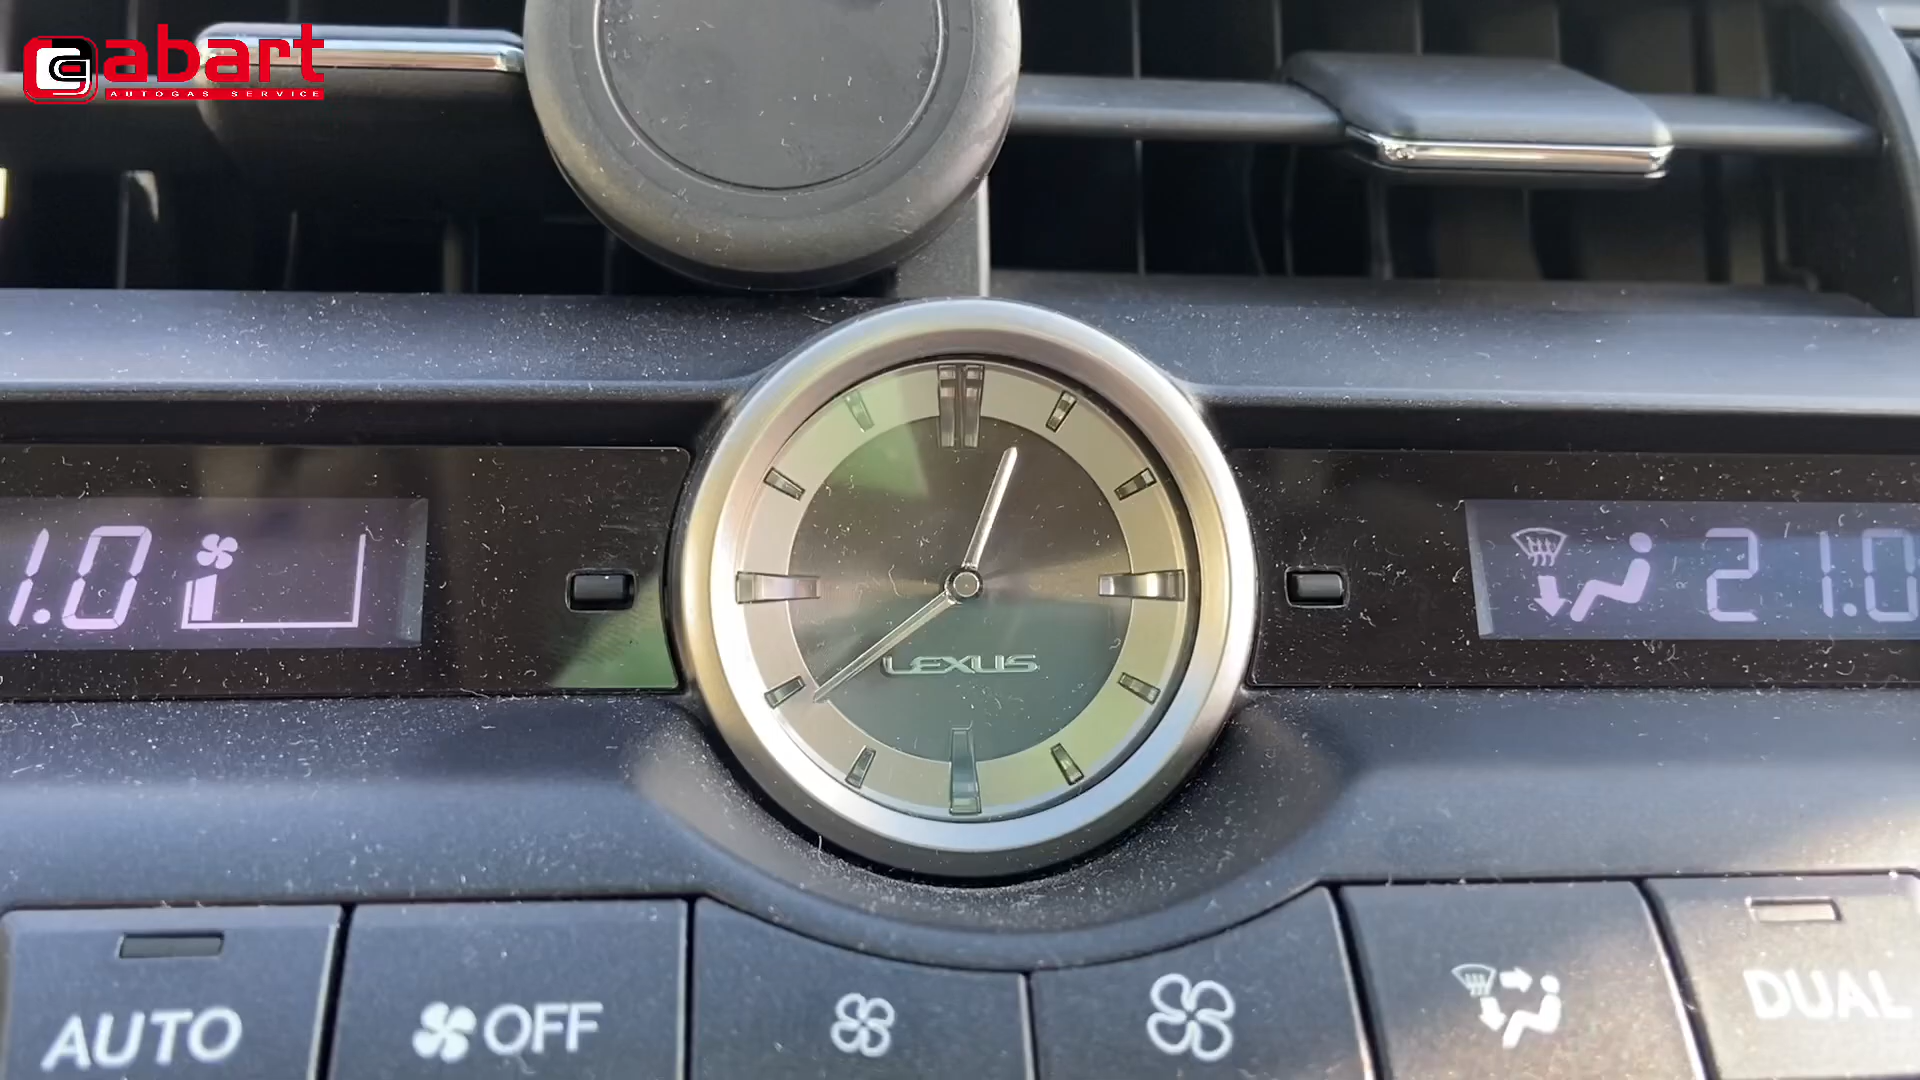 abart
AUTOGAS SERVICE
1.0
21.0
LEXUS
AUTO
OFF
DUAL